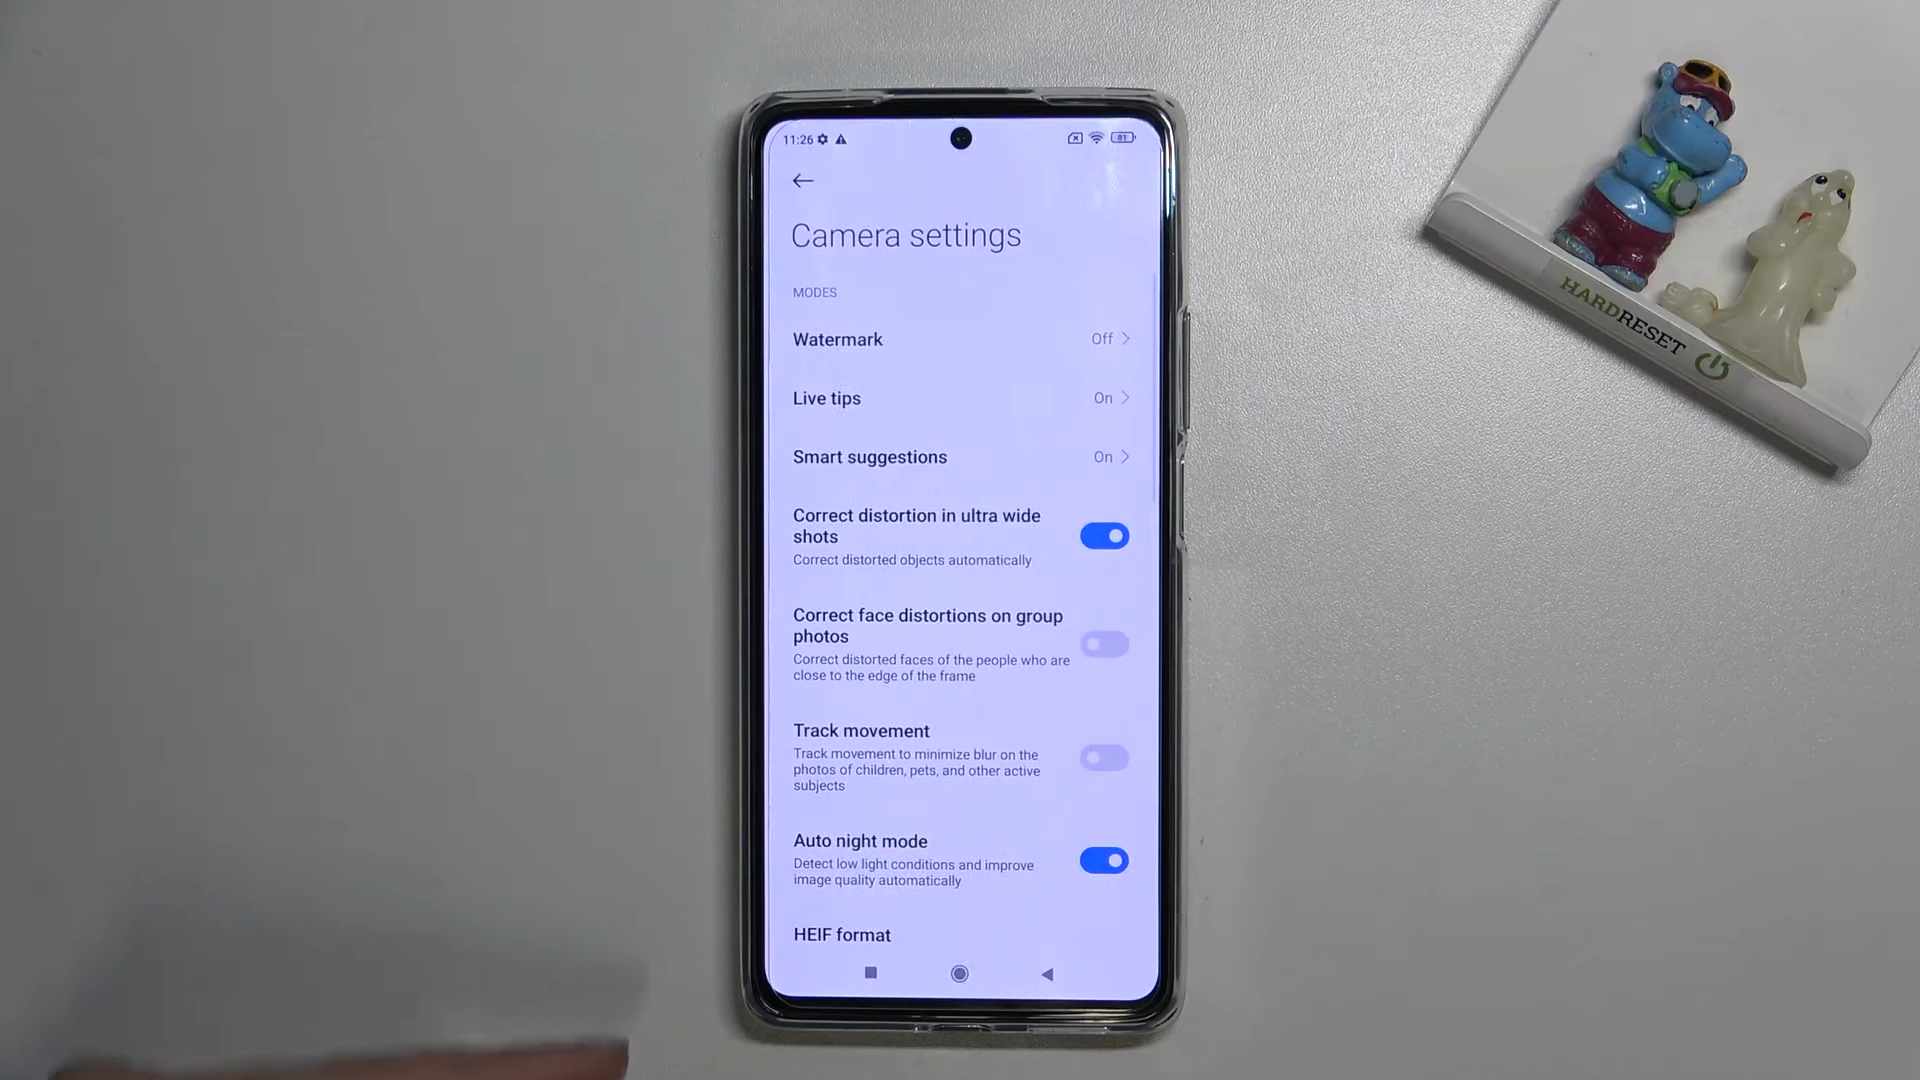 11:26
81
Camera settings
MODES
Watermark Off
Live tips On
Smart suggestions On
Correct distortion in ultra wide
shots
Correct distorted objects automatically
Correct face distortions on group
photos
Correct distorted faces of the people who are
close to the edge of the frame
Track movement
Track movement to minimize blur on the
photos of children, pets, and other active
subjects
Auto night mode
Detect low light conditions and improve
image quality automatically
HEIF format
HARDRESET